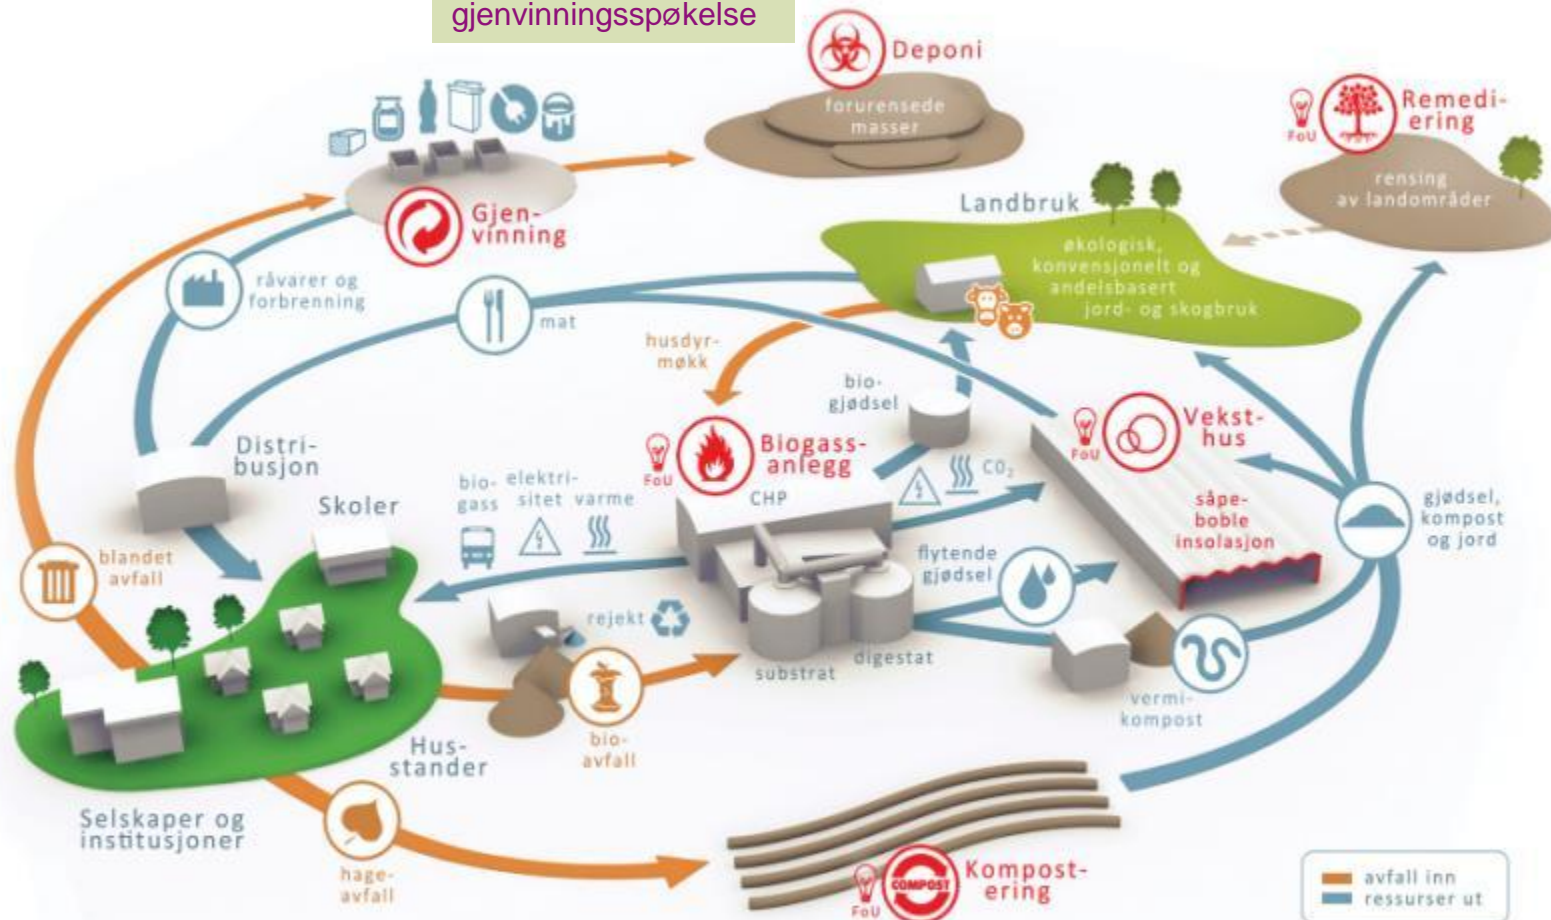 gjenvinningsspøkelse
Deponi
forurensede
masser
FoU
Remedi-
ering
rensing
av landområder
Gjen-
vinning
Landbruk
økologisk,
konvensjonelt og
andelsbasert
jord- og skogbruk
råvarer og
forbrenning
mat
husdyr-
møkk
bio-
gjødsel
Distri-
busjon
FoU
Biogass-
anlegg
CHP
CO₂
FoU
Vekst-
hus
såpe-
boble
insolasjon
gjødsel,
kompost
og jord
Skoler
bio-
gass
elektri-
sitet
varme
blandet
avfall
flytende
gjødsel
rejekt
substrat
digestat
vermi-
kompost
bio-
avfall
Hus-
stander
Selskaper og
institusjoner
hage-
avfall
FoU
COMPOST
Kompost-
ering
avfall inn
ressurser ut